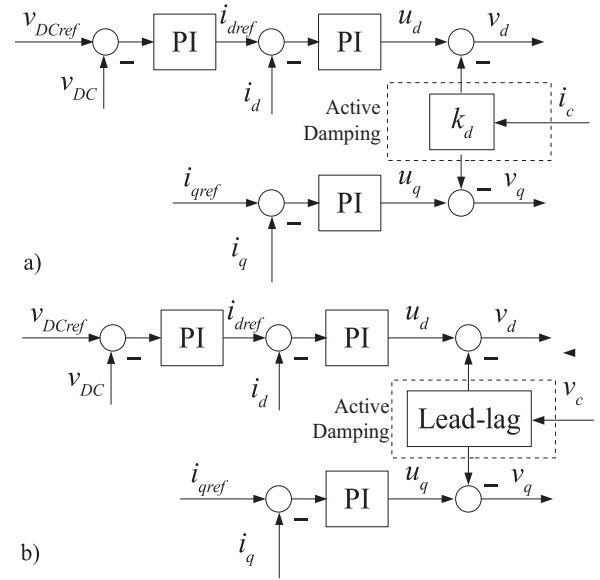 v_DCref
PI
i_dref
PI
u_d
v_d
v_DC
i_d
Active
Damping
k_d
i_c
i_qref
PI
u_q
v_q
i_q
a)
v_DCref
PI
i_dref
PI
u_d
v_d
v_DC
i_d
Active
Damping
Lead-lag
v_c
i_qref
PI
u_q
v_q
i_q
b)